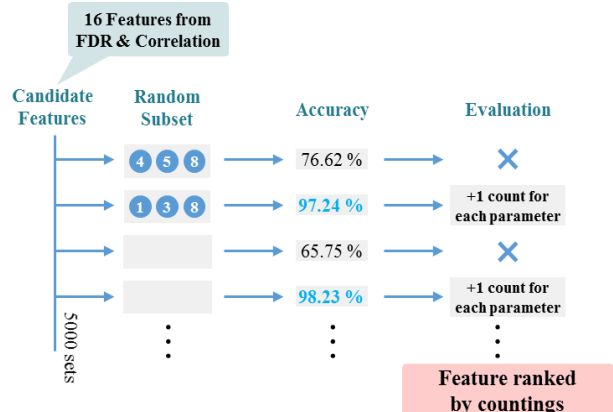 16 Features from
FDR & Correlation
Candidate
Features
Random
Subset
Accuracy
Evaluation
4 5 8
76.62 %
×
1 3 8
97.24 %
+1 count for
each parameter
65.75 %
×
98.23 %
+1 count for
each parameter
5000 sets
Feature ranked
by countings